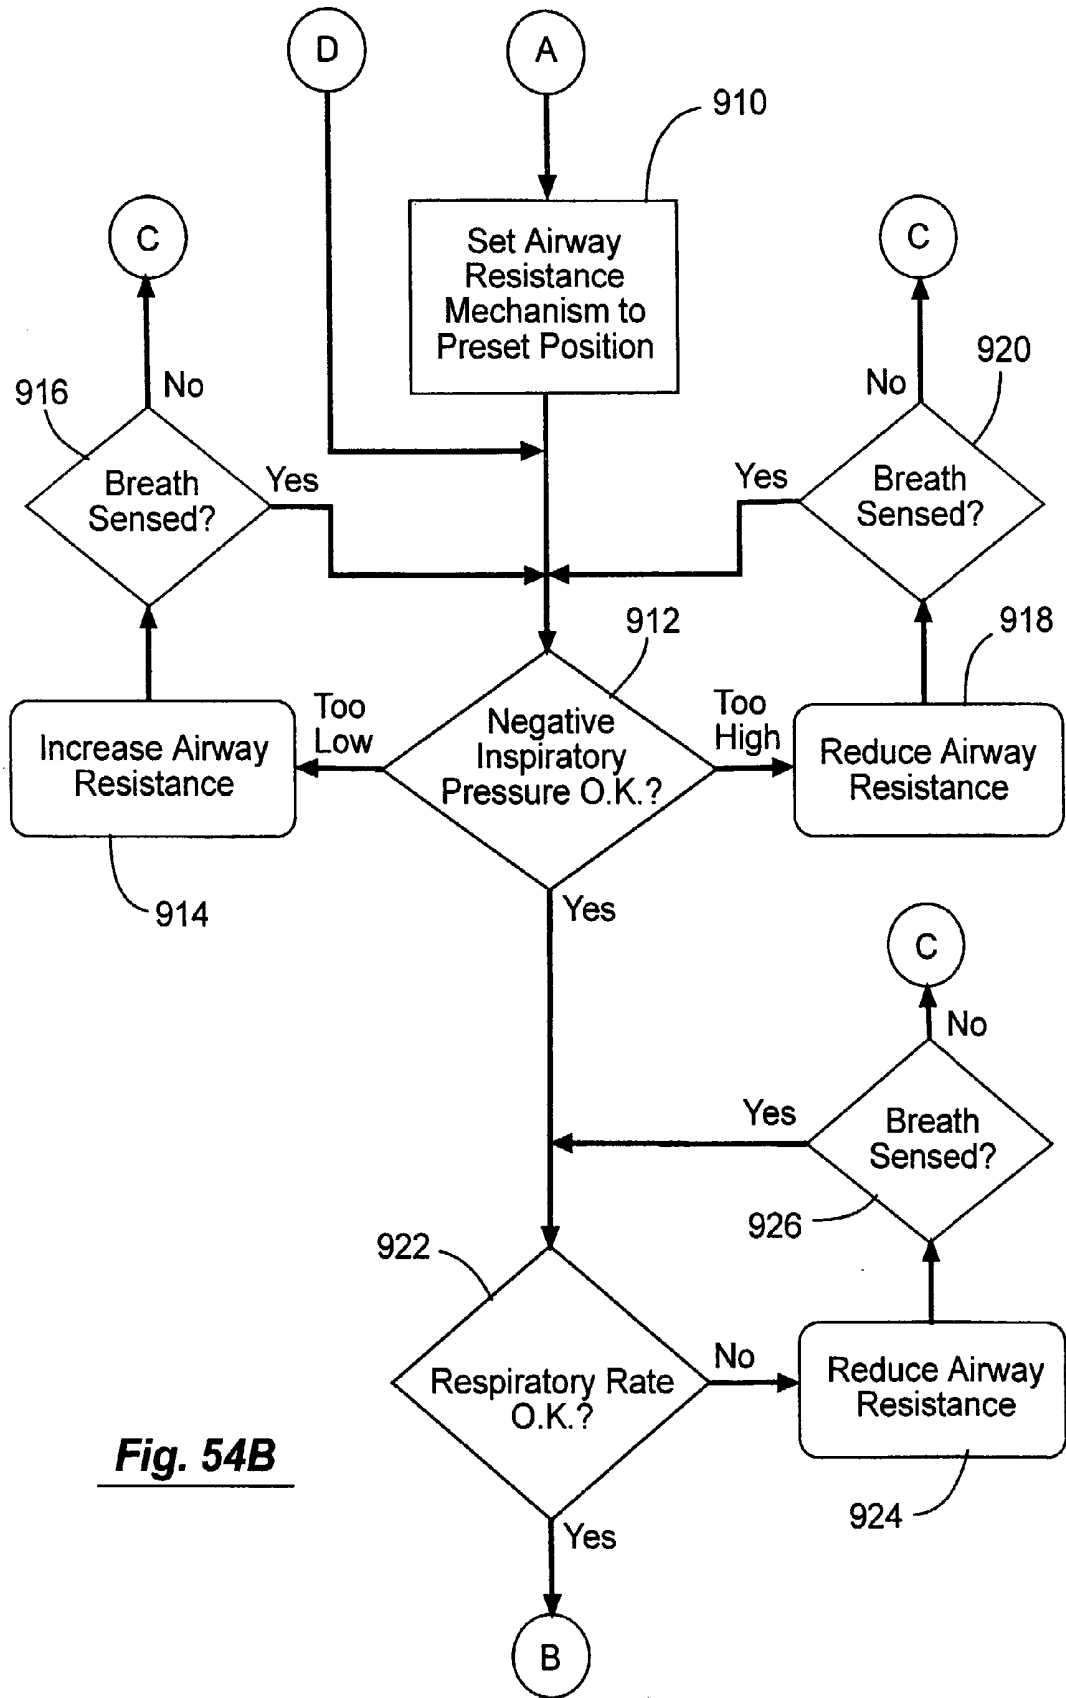 D
A
910
C
Set Airway
Resistance
Mechanism to
Preset Position
C
916
No
920
No
Breath
Sensed?
Yes
Yes
Breath
Sensed?
912
918
Increase Airway
Resistance
Too
Low
Negative
Inspiratory
Pressure O.K.?
Too
High
Reduce Airway
Resistance
914
Yes
C
No
Yes
Breath
Sensed?
926
922
Respiratory Rate
O.K.?
No
Reduce Airway
Resistance
924
Fig. 54B
Yes
B